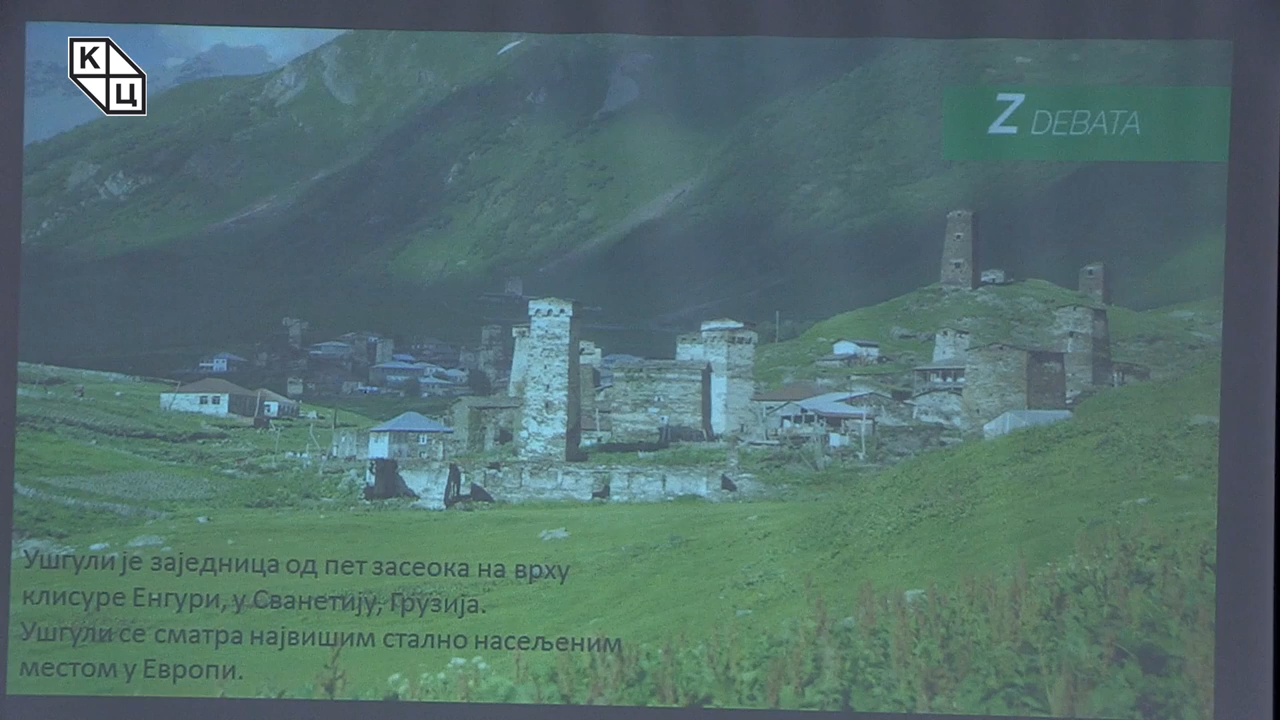 К
Ц
Z DEBATA
Ушгули је заједница од пет засеока на врху
клисуре Енгури, у Сванетију, Грузија.
Ушгули се сматра највишим стално насељеним
местом у Европи.